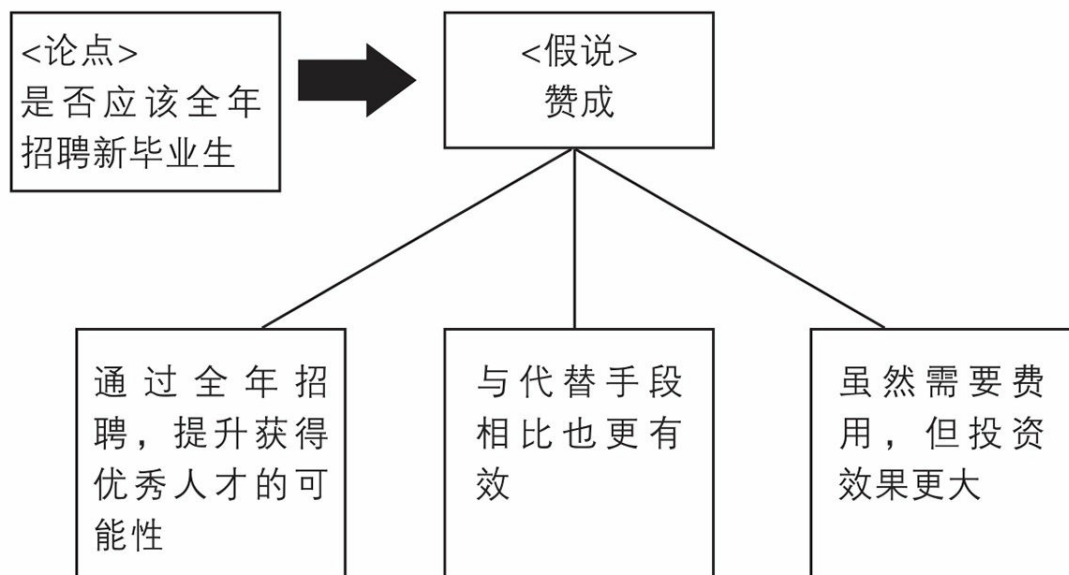 <论点>
是否应该全年
招聘新毕业生
<假说>
赞成
通过全年招
聘，提升获得
优秀人才的可
能性
与代替手段
相比也更有
效
虽然需要费
用，但投资
效果更大